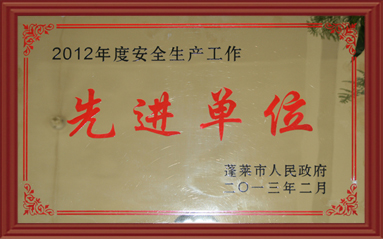 2012年度安全生产工作
先进单位
蓬莱市人民政府
二〇一三年二月